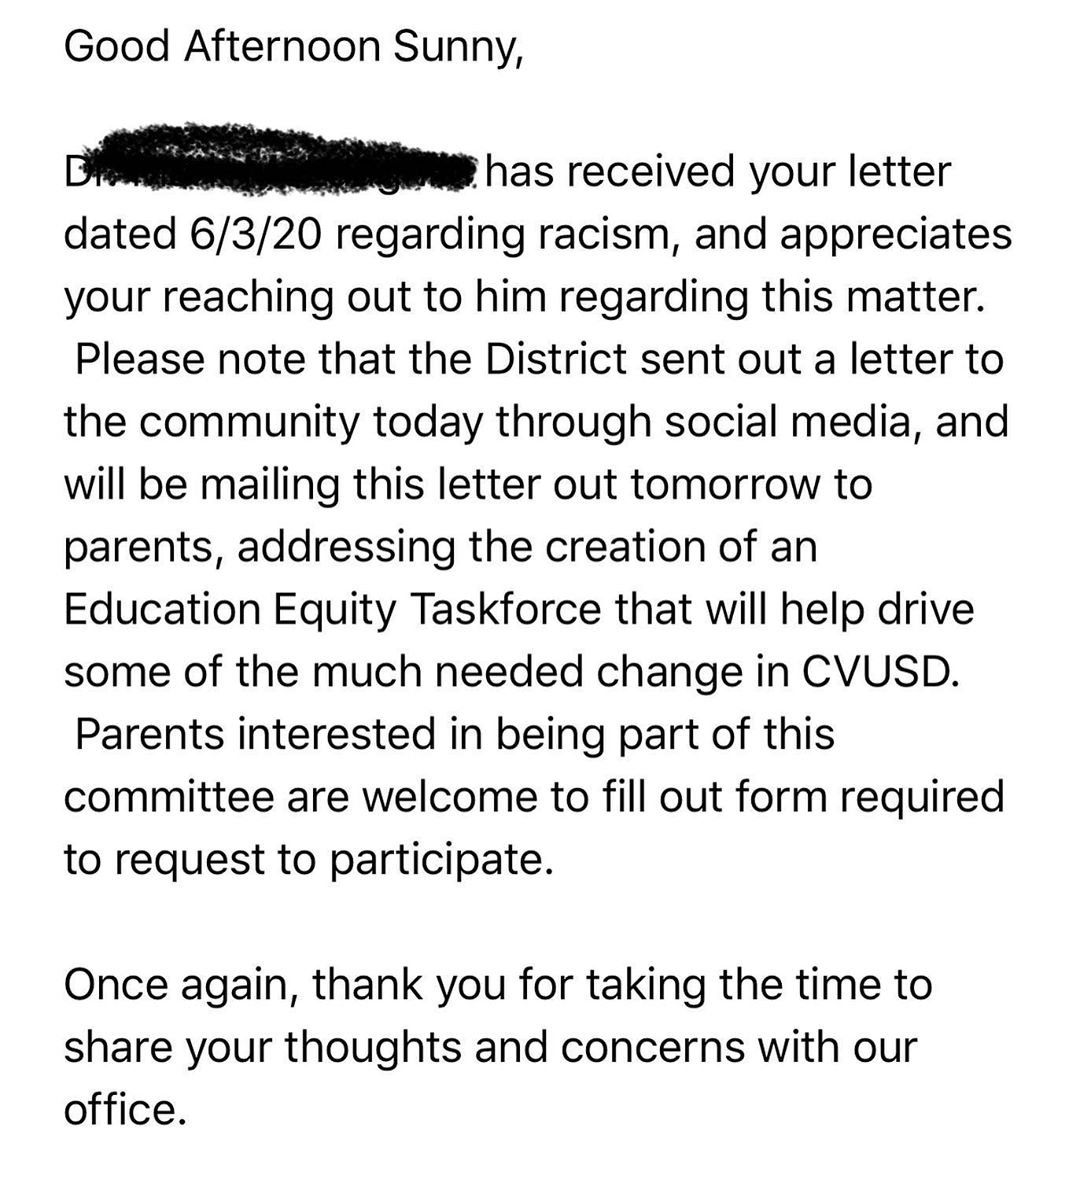 Good Afternoon Sunny,
has received your letter
dated 6/3/20 regarding racism, and appreciates
your reaching out to him regarding this matter.
Please note that the District sent out a letter to
the community today through social media, and
will be mailing this letter out tomorrow to
parents, addressing the creation of an
Education Equity Taskforce that will help drive
some of the much needed change in CVUSD.
Parents interested in being part of this
committee are welcome to fill out form required
to request to participate.
Once again, thank you for taking the time to
share your thoughts and concerns with our
office.